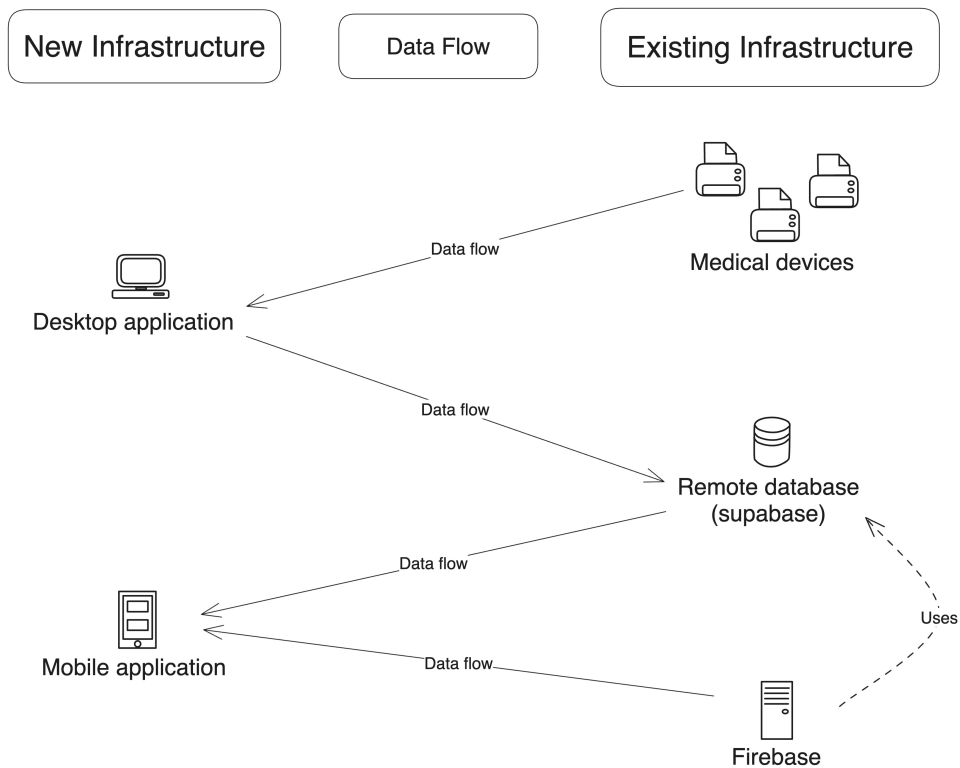 New Infrastructure
Data Flow
Existing Infrastructure
Data flow
Medical devices
Desktop application
Data flow
Remote database
(supabase)
Data flow
Uses
Mobile application
Data flow
Firebase